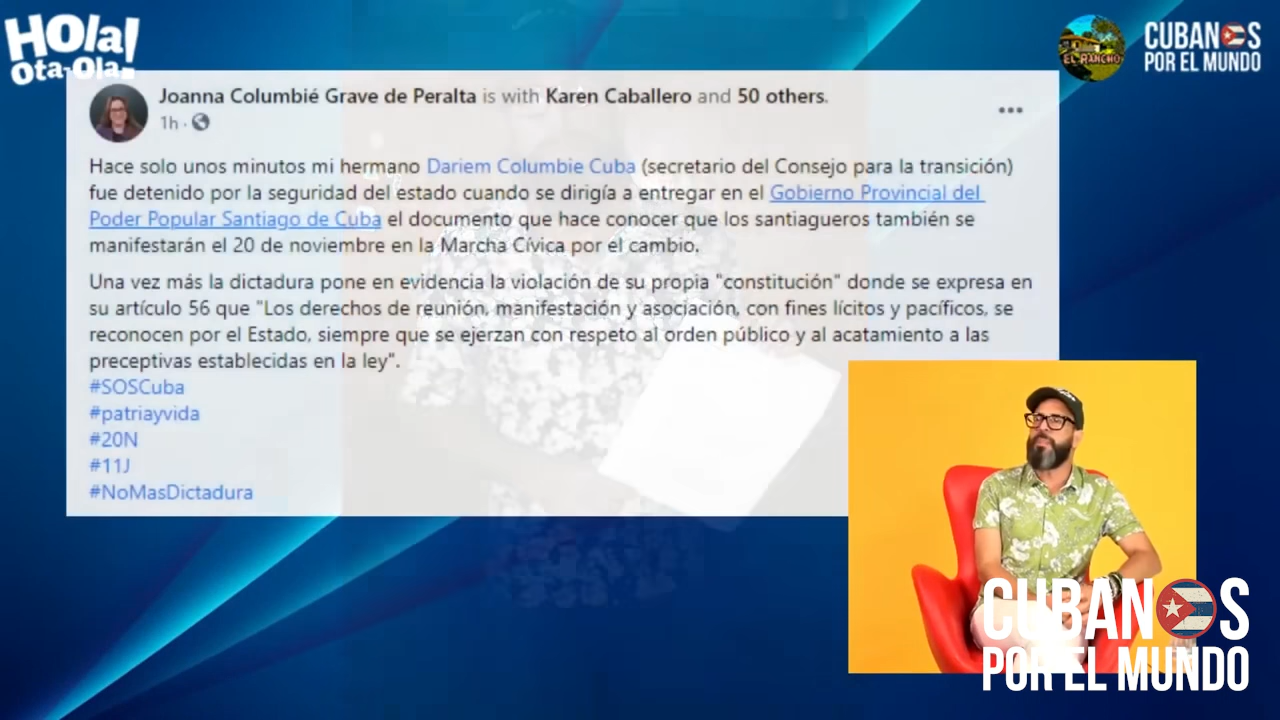 HOla!
Ota-Ola!
EL RANCHO
CUBANOS
POR EL MUNDO
Joanna Columbié Grave de Peralta is with Karen Caballero and 50 others.
1h ·
Hace solo unos minutos mi hermano Dariem Columbie Cuba (secretario del Consejo para la transición)
fue detenido por la seguridad del estado cuando se dirigía a entregar en el Gobierno Provincial del
Poder Popular Santiago de Cuba el documento que hace conocer que los santiagueros también se
manifestarán el 20 de noviembre en la Marcha Cívica por el cambio.
Una vez más la dictadura pone en evidencia la violación de su propia "constitución" donde se expresa en
su artículo 56 que "Los derechos de reunión, manifestación y asociación, con fines lícitos y pacíficos, se
reconocen por el Estado, siempre que se ejerzan con respeto al orden público y al acatamiento a las
preceptivas establecidas en la ley".
#SOSCuba
#patriayvida
#20N
#11J
#NoMasDictadura
CUBANOS
POR EL MUNDO